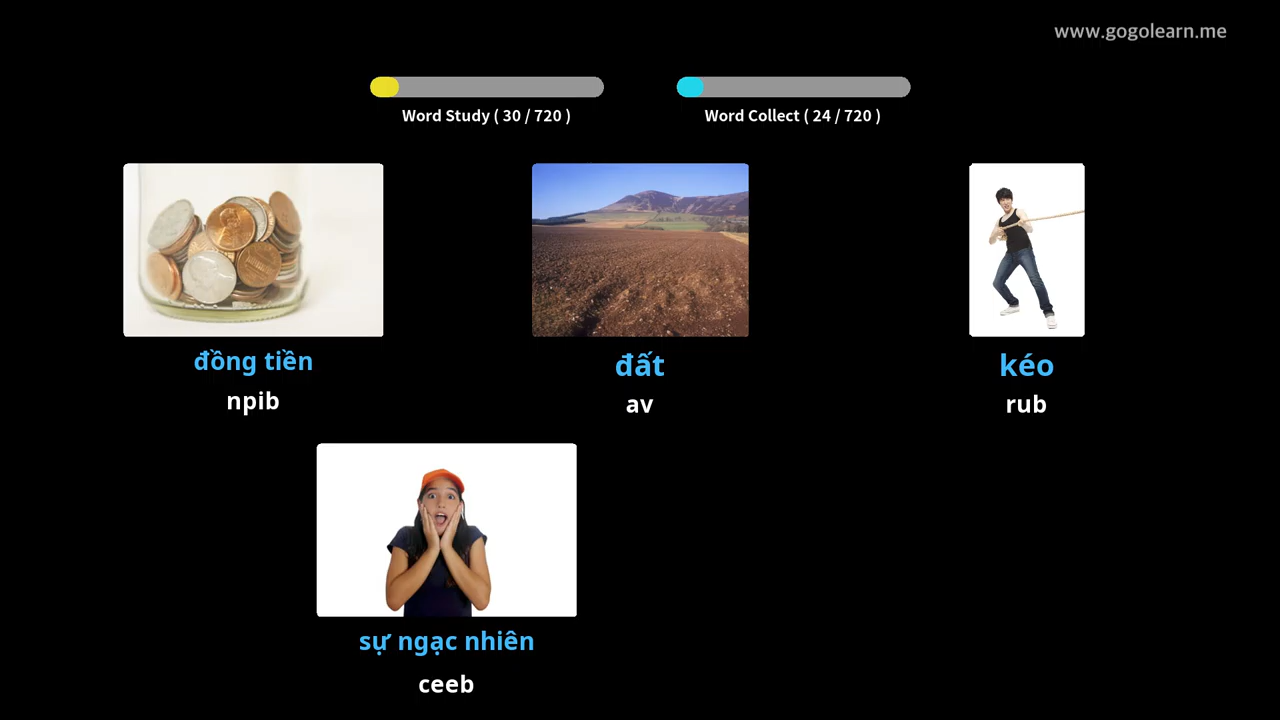 www.gogolearn.me
Word Study ( 30 / 720 )
Word Collect ( 24 / 720 )
đồng tiền
npib
đất
av
kéo
rub
sự ngạc nhiên
ceeb